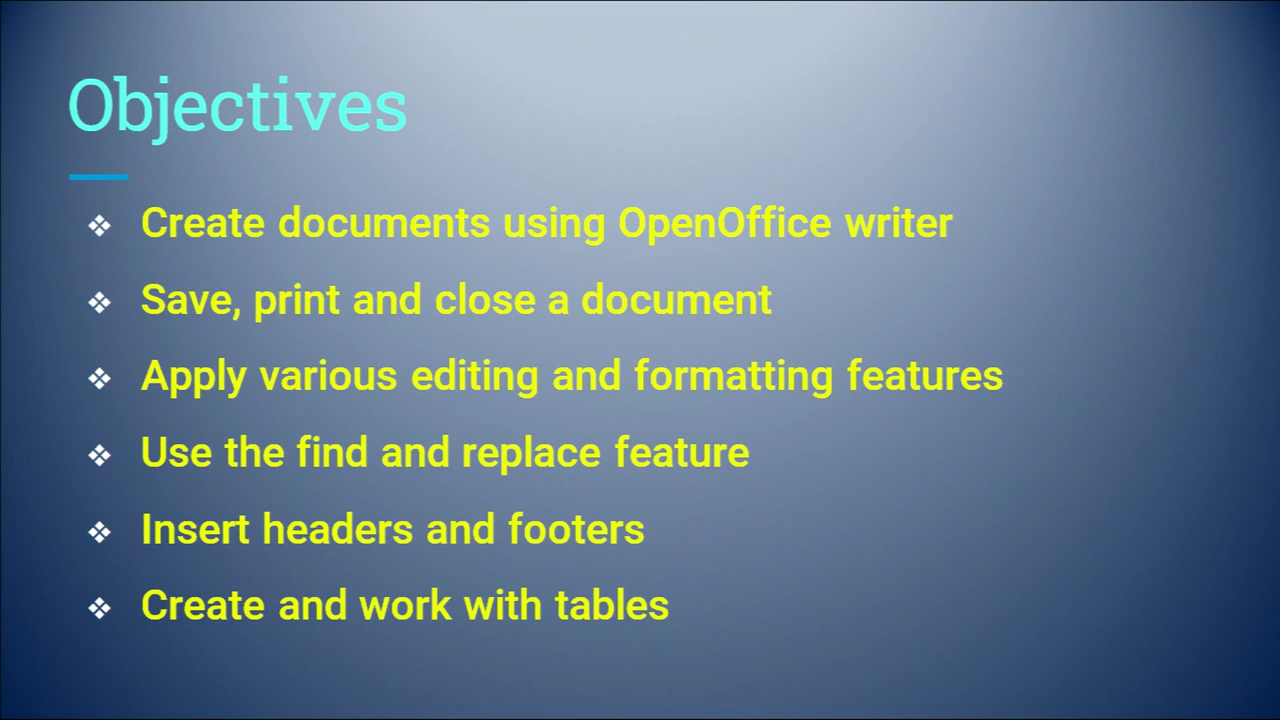 Objectives
❖ Create documents using OpenOffice writer
❖ Save, print and close a document
❖ Apply various editing and formatting features
❖ Use the find and replace feature
❖ Insert headers and footers
❖ Create and work with tables